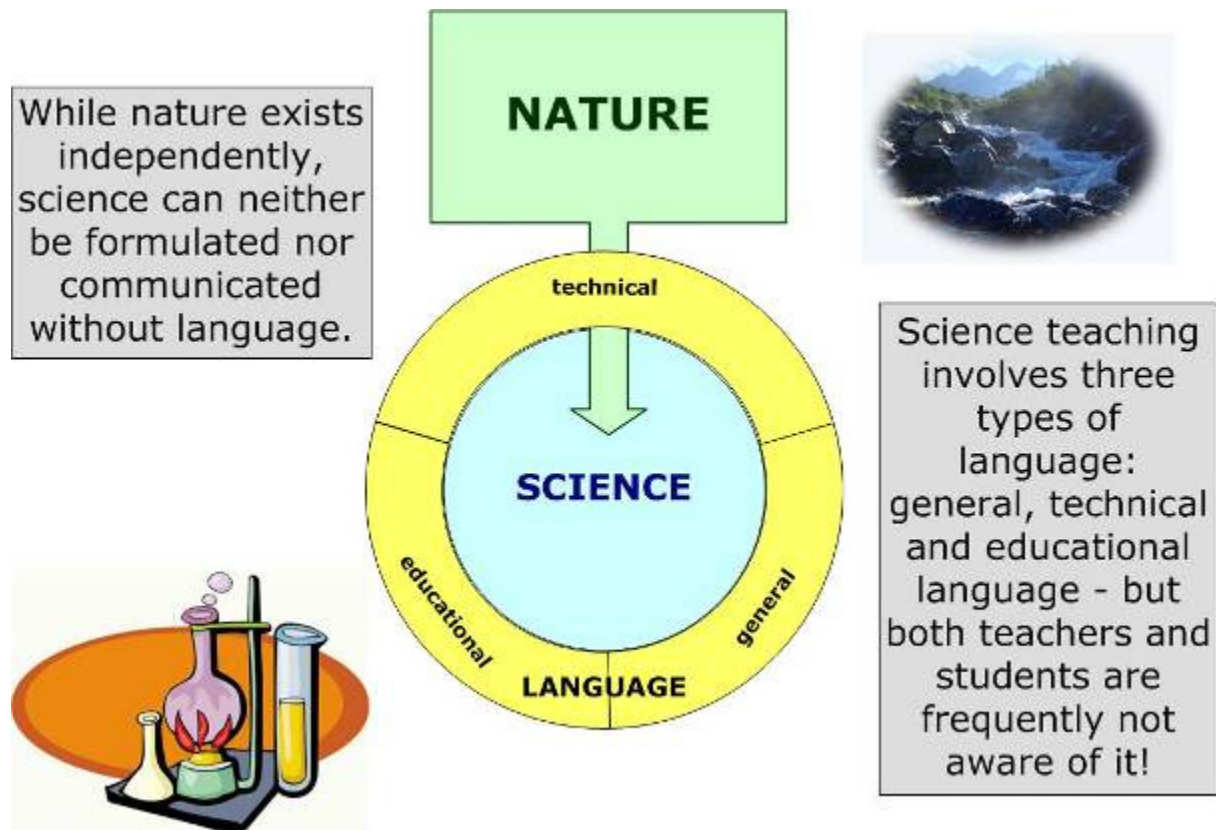 NATURE
While nature exists
independently,
science can neither
be formulated nor
communicated
without language.
technical
Science teaching
involves three
types of
language:
general, technical
and educational
language - but
both teachers and
students are
frequently not
aware of it!
SCIENCE
educational
general
LANGUAGE